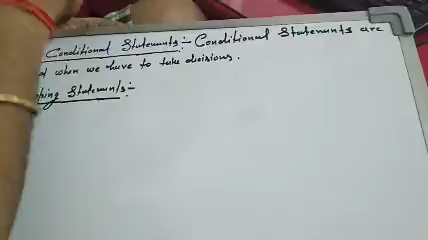 Conditional Statements:- Conditional Statements are
when we have to take decisions.
Statements:-